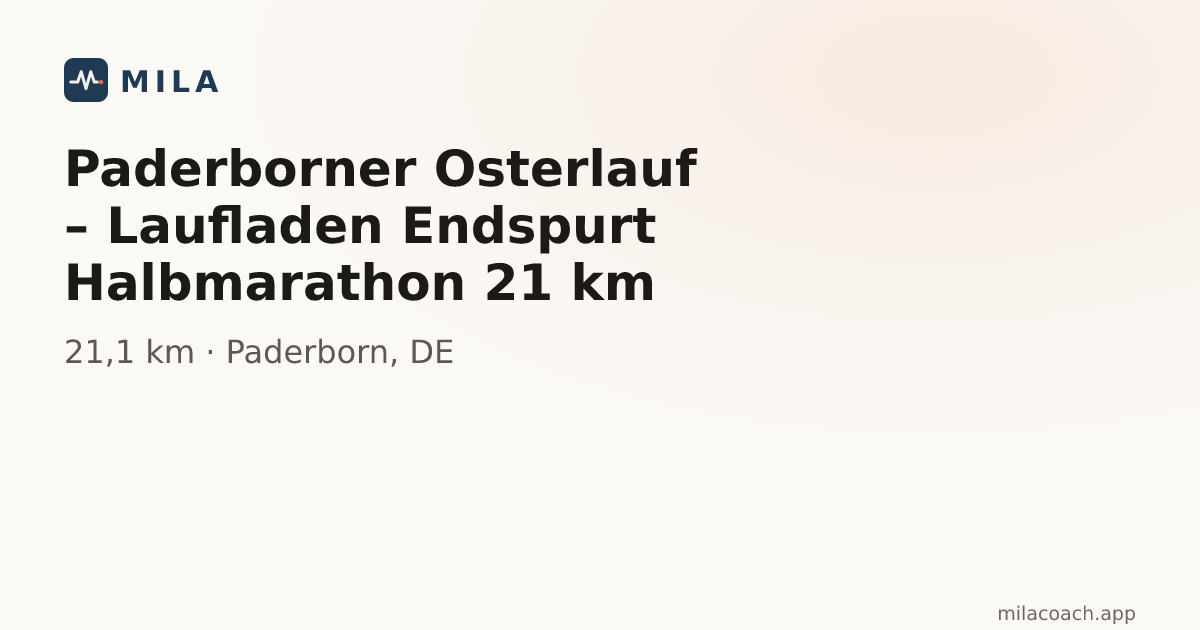 MILA
Paderborner Osterlauf
– Laufladen Endspurt
Halbmarathon 21 km
21,1 km · Paderborn, DE
milacoach.app